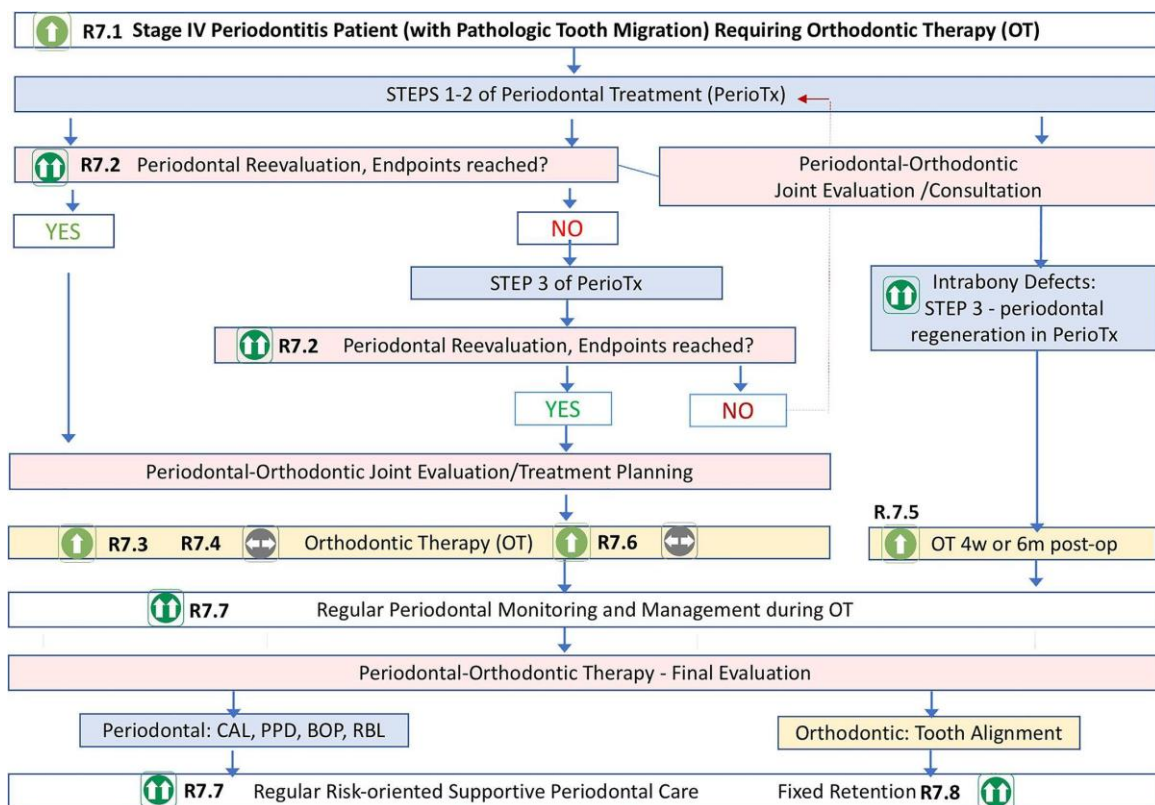 R7.1 Stage IV Periodontitis Patient (with Pathologic Tooth Migration) Requiring Orthodontic Therapy (OT)
STEPS 1-2 of Periodontal Treatment (PerioTx)
R7.2 Periodontal Reevaluation, Endpoints reached?
Periodontal-Orthodontic
Joint Evaluation /Consultation
YES
NO
STEP 3 of PerioTx
Intrabony Defects:
STEP 3 - periodontal
regeneration in PerioTx
R7.2 Periodontal Reevaluation, Endpoints reached?
YES
NO
Periodontal-Orthodontic Joint Evaluation/Treatment Planning
R7.3 R7.4 Orthodontic Therapy (OT) R7.6
R.7.5
OT 4w or 6m post-op
R7.7 Regular Periodontal Monitoring and Management during OT
Periodontal-Orthodontic Therapy - Final Evaluation
Periodontal: CAL, PPD, BOP, RBL
Orthodontic: Tooth Alignment
R7.7 Regular Risk-oriented Supportive Periodontal Care
Fixed Retention R7.8